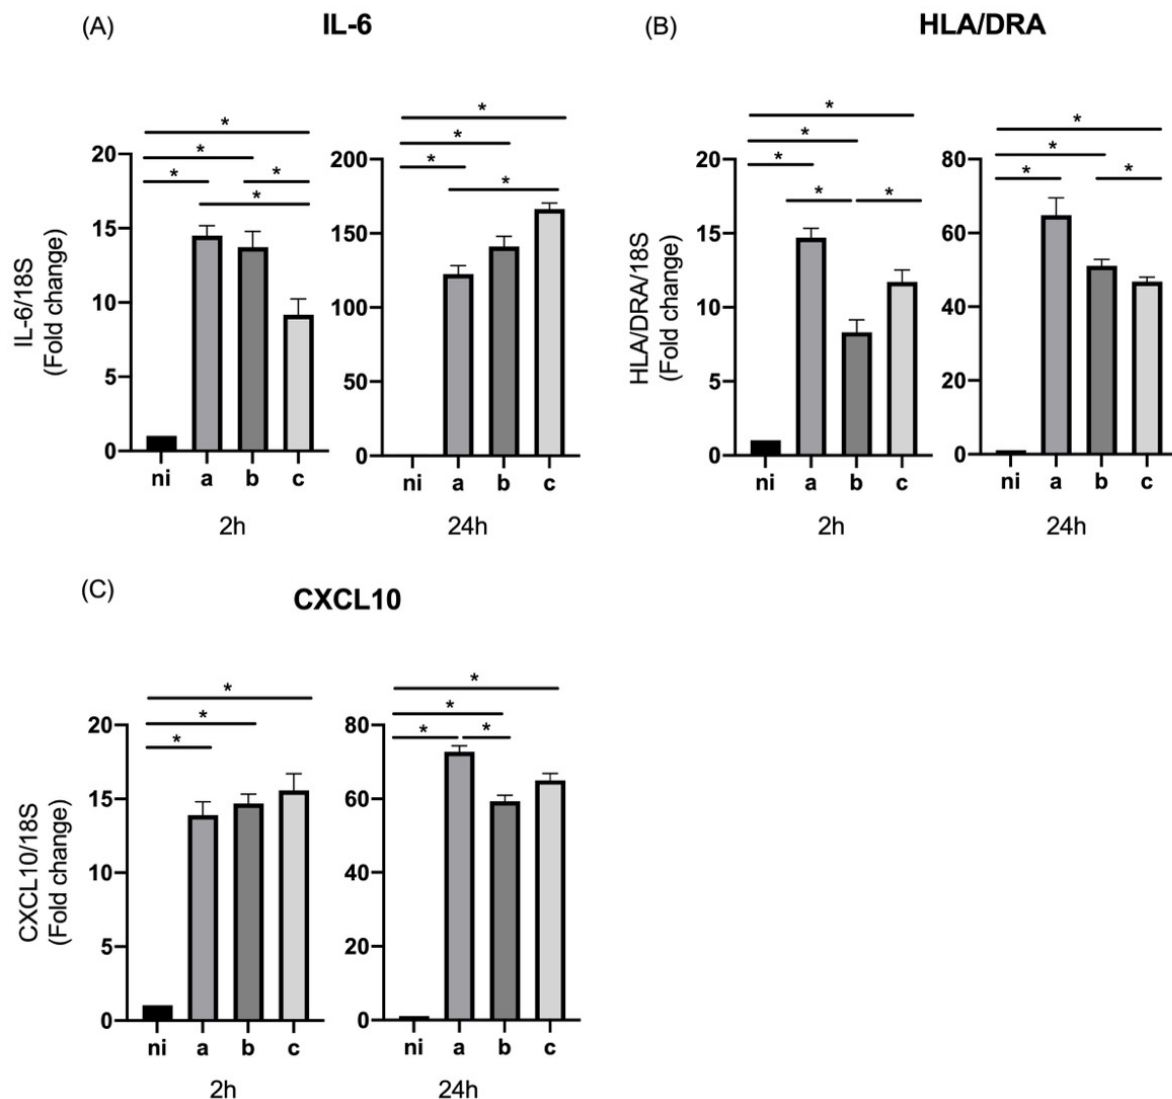 (A) IL-6
* * * * *
20
15
10
5
0
IL-6/18S
(Fold change)
ni a b c
2h
* * * *
200
150
100
50
0
ni a b c
24h
(B) HLA/DRA
* * * * *
20
15
10
5
0
HLA/DRA/18S
(Fold change)
ni a b c
2h
* * * *
80
60
40
20
0
ni a b c
24h
(C) CXCL10
* * *
20
15
10
5
0
CXCL10/18S
(Fold change)
ni a b c
2h
* * * *
80
60
40
20
0
ni a b c
24h